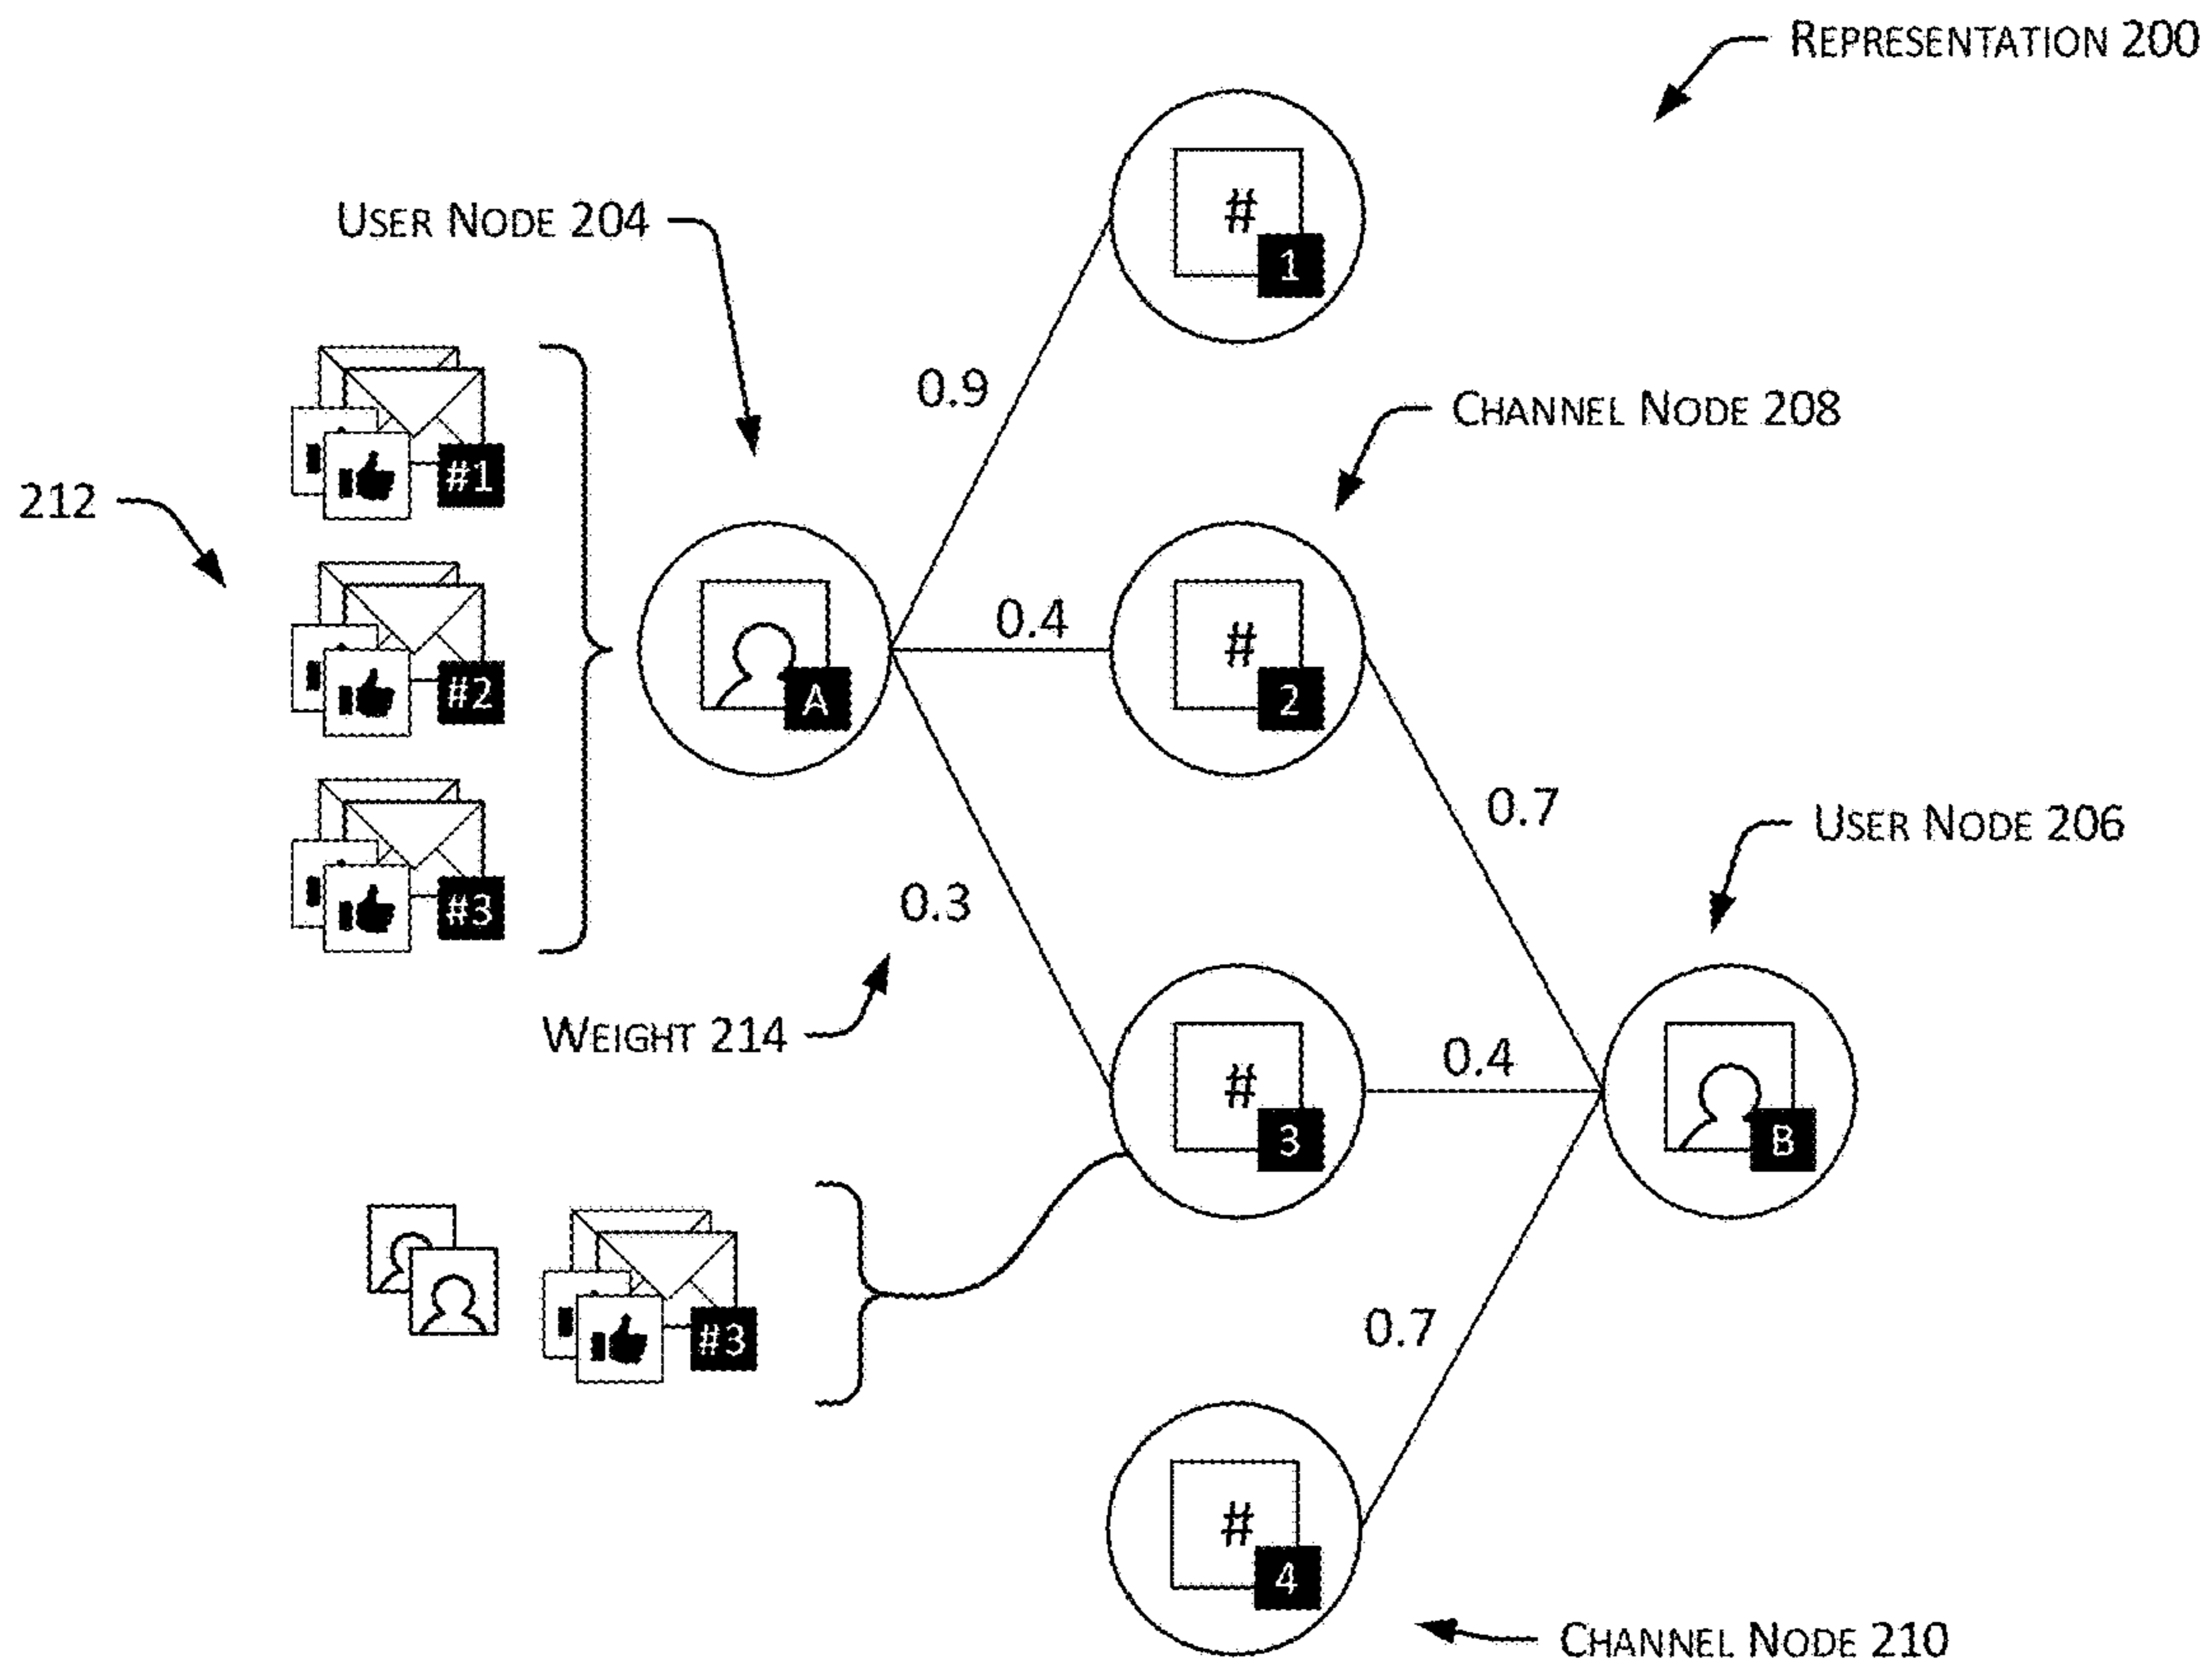 REPRESENTATION 200
#
1
USER NODE 204
0.9
CHANNEL NODE 208
#1
212
#2
#3
A
0.4
#
2
0.7
USER NODE 206
0.3
WEIGHT 214
#
3
0.4
B
#3
0.7
#
4
CHANNEL NODE 210